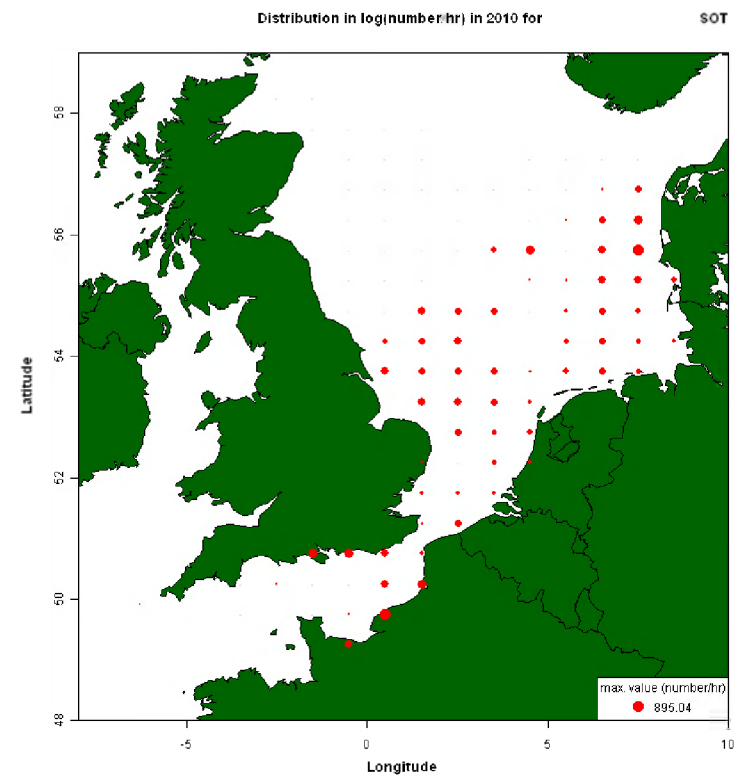 Distribution in log(number/hr) in 2010 for SOT
58
56
54
52
50
48
Latitude
max. value (number/hr)
895.04
-5 0 5 10
Longitude